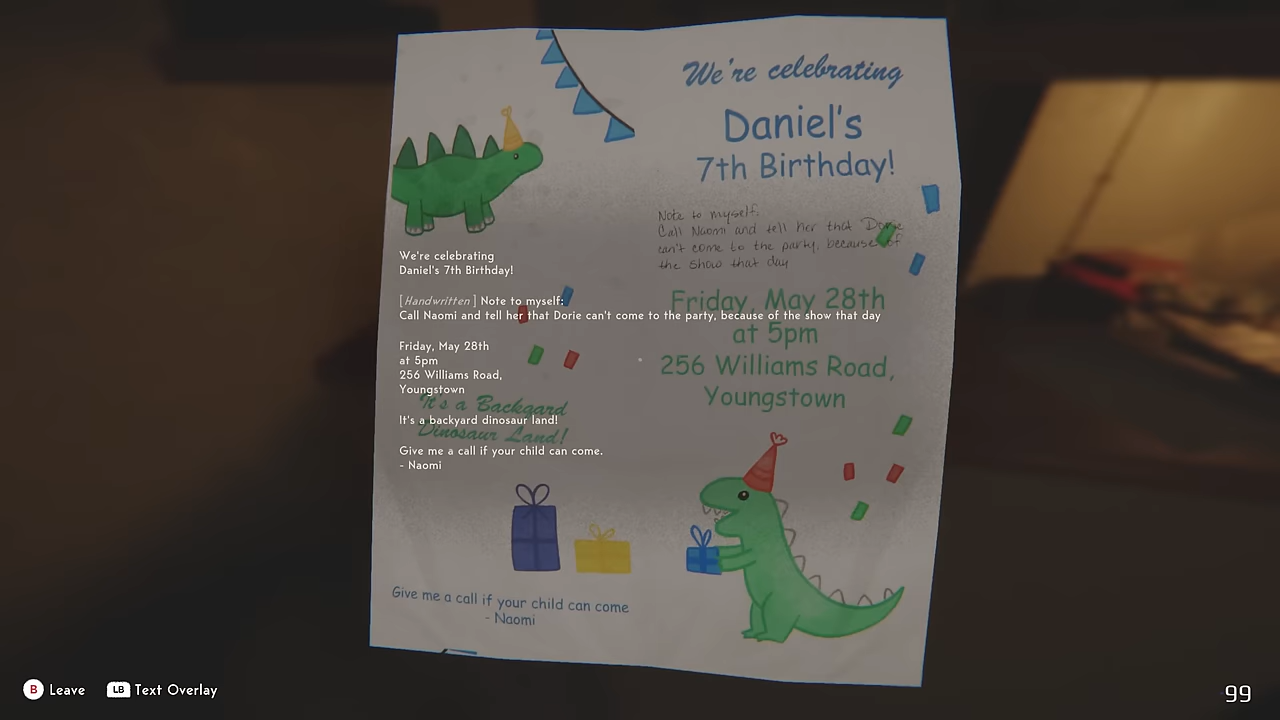 We're celebrating
Daniel's
7th Birthday!
Note to myself:
Call Naomi and tell her that Dorie
can't come to the party, because of
the show that day
Friday, May 28th
at 5pm
256 Williams Road,
Youngstown
It's a Backyard
Dinosaur Land!
Give me a call if your child can come
- Naomi
We're celebrating
Daniel's 7th Birthday!
[Handwritten ] Note to myself:
Call Naomi and tell her that Dorie can't come to the party, because of the show that day
Friday, May 28th
at 5pm
256 Williams Road,
Youngstown
It's a backyard dinosaur land!
Give me a call if your child can come.
- Naomi
B Leave
LB Text Overlay
99